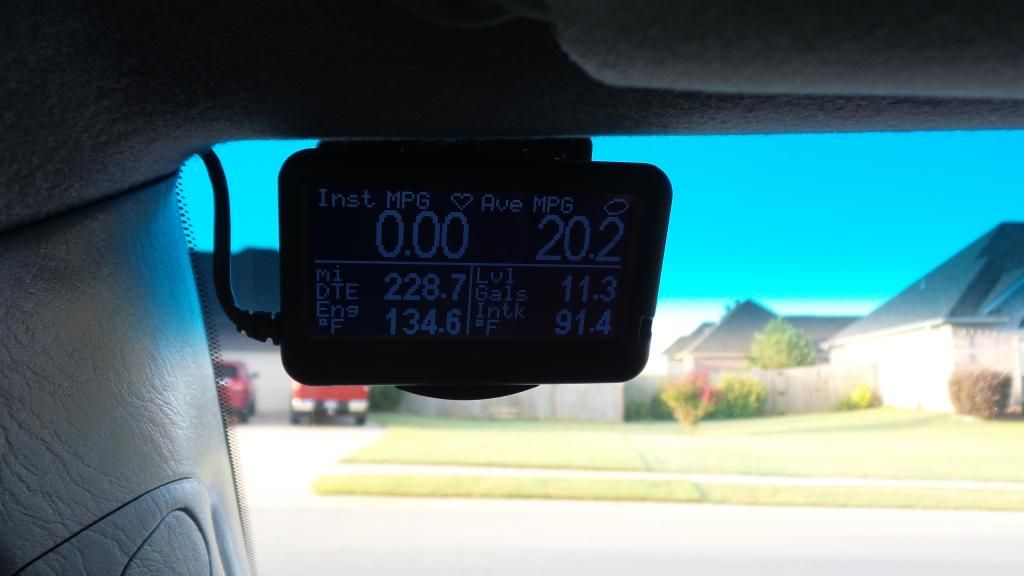 Inst MPG ♡ Ave MPG
0.00 20.2
mi DTE 228.7 Lvl Gals 11.3
Eng °F 134.6 Intk °F 91.4